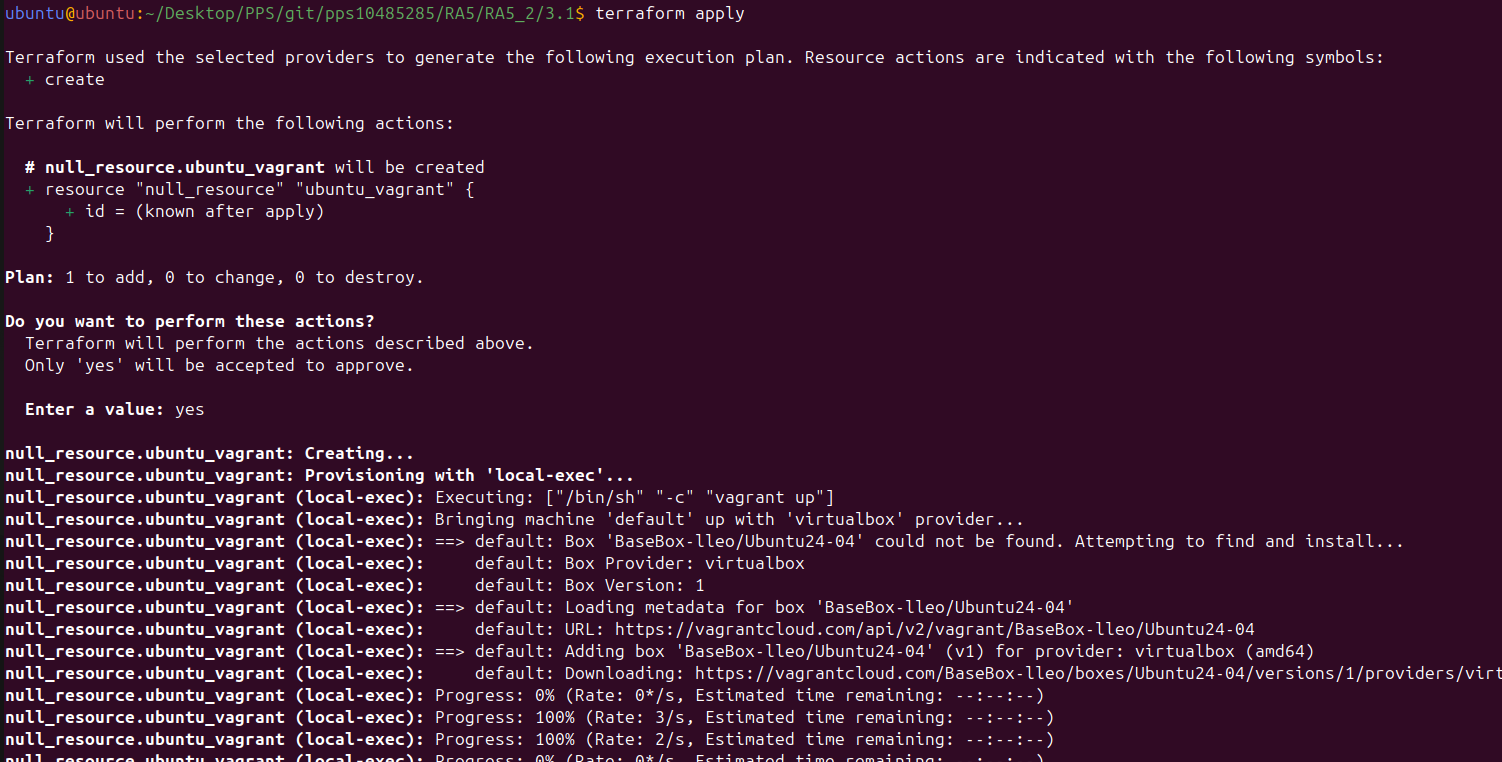 ubuntu@ubuntu:~/Desktop/PPS/git/pps10485285/RA5/RA5_2/3.1$ terraform apply
Terraform used the selected providers to generate the following execution plan. Resource actions are indicated with the following symbols:
+ create
Terraform will perform the following actions:
# null_resource.ubuntu_vagrant will be created
+ resource "null_resource" "ubuntu_vagrant" {
+ id = (known after apply)
}
Plan: 1 to add, 0 to change, 0 to destroy.
Do you want to perform these actions?
Terraform will perform the actions described above.
Only 'yes' will be accepted to approve.
Enter a value: yes
null_resource.ubuntu_vagrant: Creating...
null_resource.ubuntu_vagrant: Provisioning with 'local-exec'...
null_resource.ubuntu_vagrant (local-exec): Executing: ["/bin/sh" "-c" "vagrant up"]
null_resource.ubuntu_vagrant (local-exec): Bringing machine 'default' up with 'virtualbox' provider...
null_resource.ubuntu_vagrant (local-exec): ==> default: Box 'BaseBox-lleo/Ubuntu24-04' could not be found. Attempting to find and install...
null_resource.ubuntu_vagrant (local-exec): default: Box Provider: virtualbox
null_resource.ubuntu_vagrant (local-exec): default: Box Version: 1
null_resource.ubuntu_vagrant (local-exec): ==> default: Loading metadata for box 'BaseBox-lleo/Ubuntu24-04'
null_resource.ubuntu_vagrant (local-exec): default: URL: https://vagrantcloud.com/api/v2/vagrant/BaseBox-lleo/Ubuntu24-04
null_resource.ubuntu_vagrant (local-exec): ==> default: Adding box 'BaseBox-lleo/Ubuntu24-04' (v1) for provider: virtualbox (amd64)
null_resource.ubuntu_vagrant (local-exec): default: Downloading: https://vagrantcloud.com/BaseBox-lleo/boxes/Ubuntu24-04/versions/1/providers/virt
null_resource.ubuntu_vagrant (local-exec): Progress: 0% (Rate: 0*/s, Estimated time remaining: --:--:--)
null_resource.ubuntu_vagrant (local-exec): Progress: 100% (Rate: 3/s, Estimated time remaining: --:--:--)
null_resource.ubuntu_vagrant (local-exec): Progress: 100% (Rate: 2/s, Estimated time remaining: --:--:--)
null_resource.ubuntu_vagrant (local-exec): Progress: 0% (Rate: 0*/s, Estimated time remaining: --:--:--)